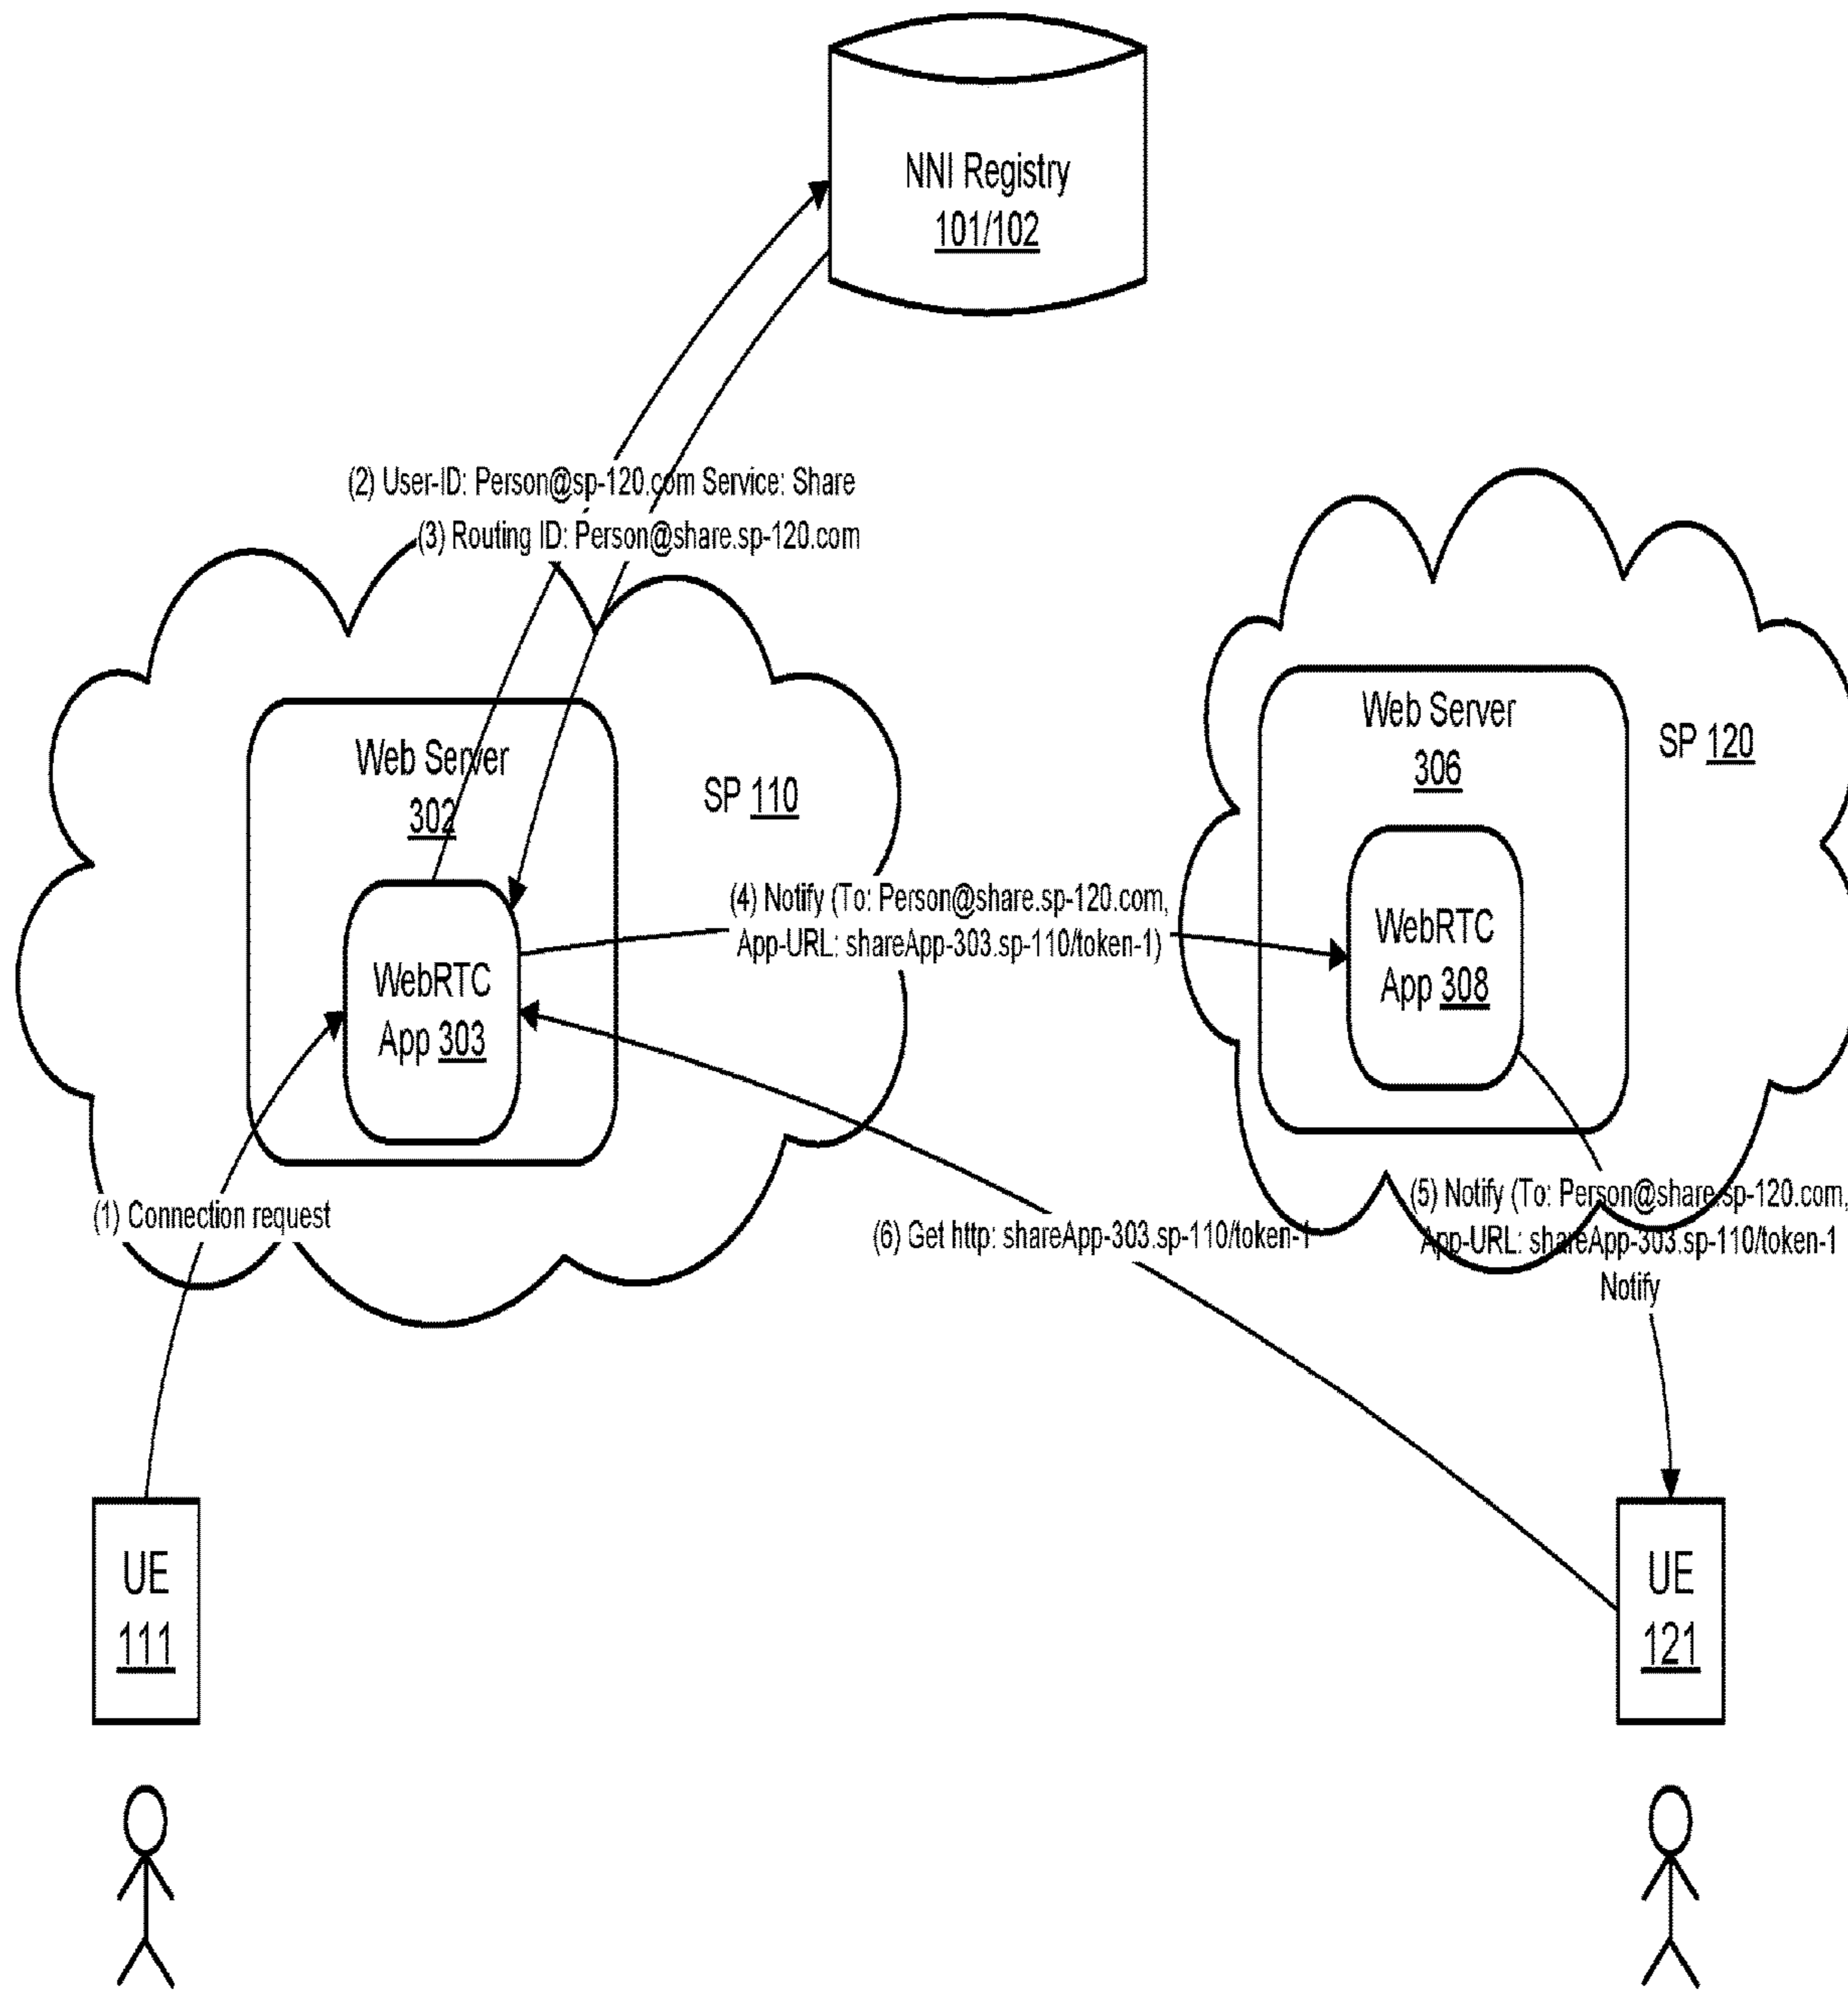 NNI Registry
101/102
(2) User-ID: Person@sp-120.com Service: Share
(3) Routing ID: Person@share.sp-120.com
Web Server
302
SP 110
WebRTC
App 303
Web Server
306
SP 120
WebRTC
App 308
(4) Notify (To: Person@share.sp-120.com,
App-URL: shareApp-303.sp-110/token-1)
(1) Connection request
(6) Get http: shareApp-303.sp-110/token-1
(5) Notify (To: Person@share.sp-120.com,
App-URL: shareApp-303.sp-110/token-1
Notify
UE
111
UE
121